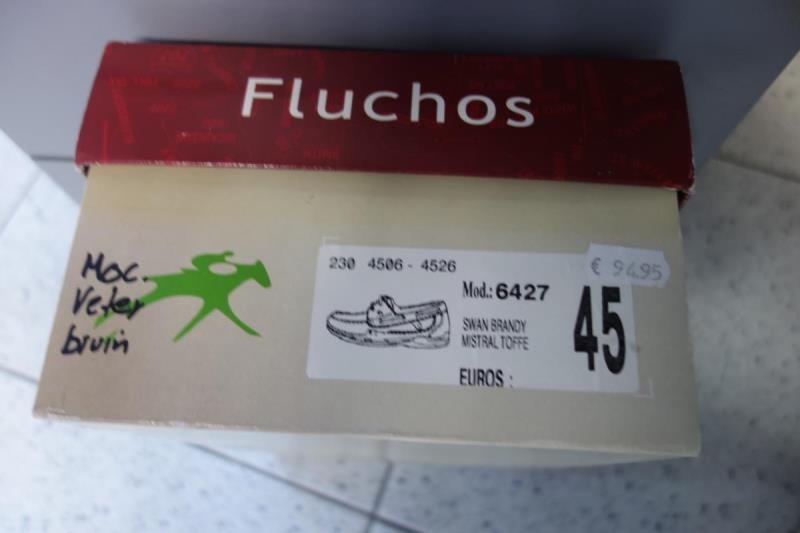 Fluchos
Moc.
Veter
bruin
230 4506 - 4526
€ 94.95
Mod.: 6427
45
SWAN BRANDY
MISTRAL TOFFE
EUROS :